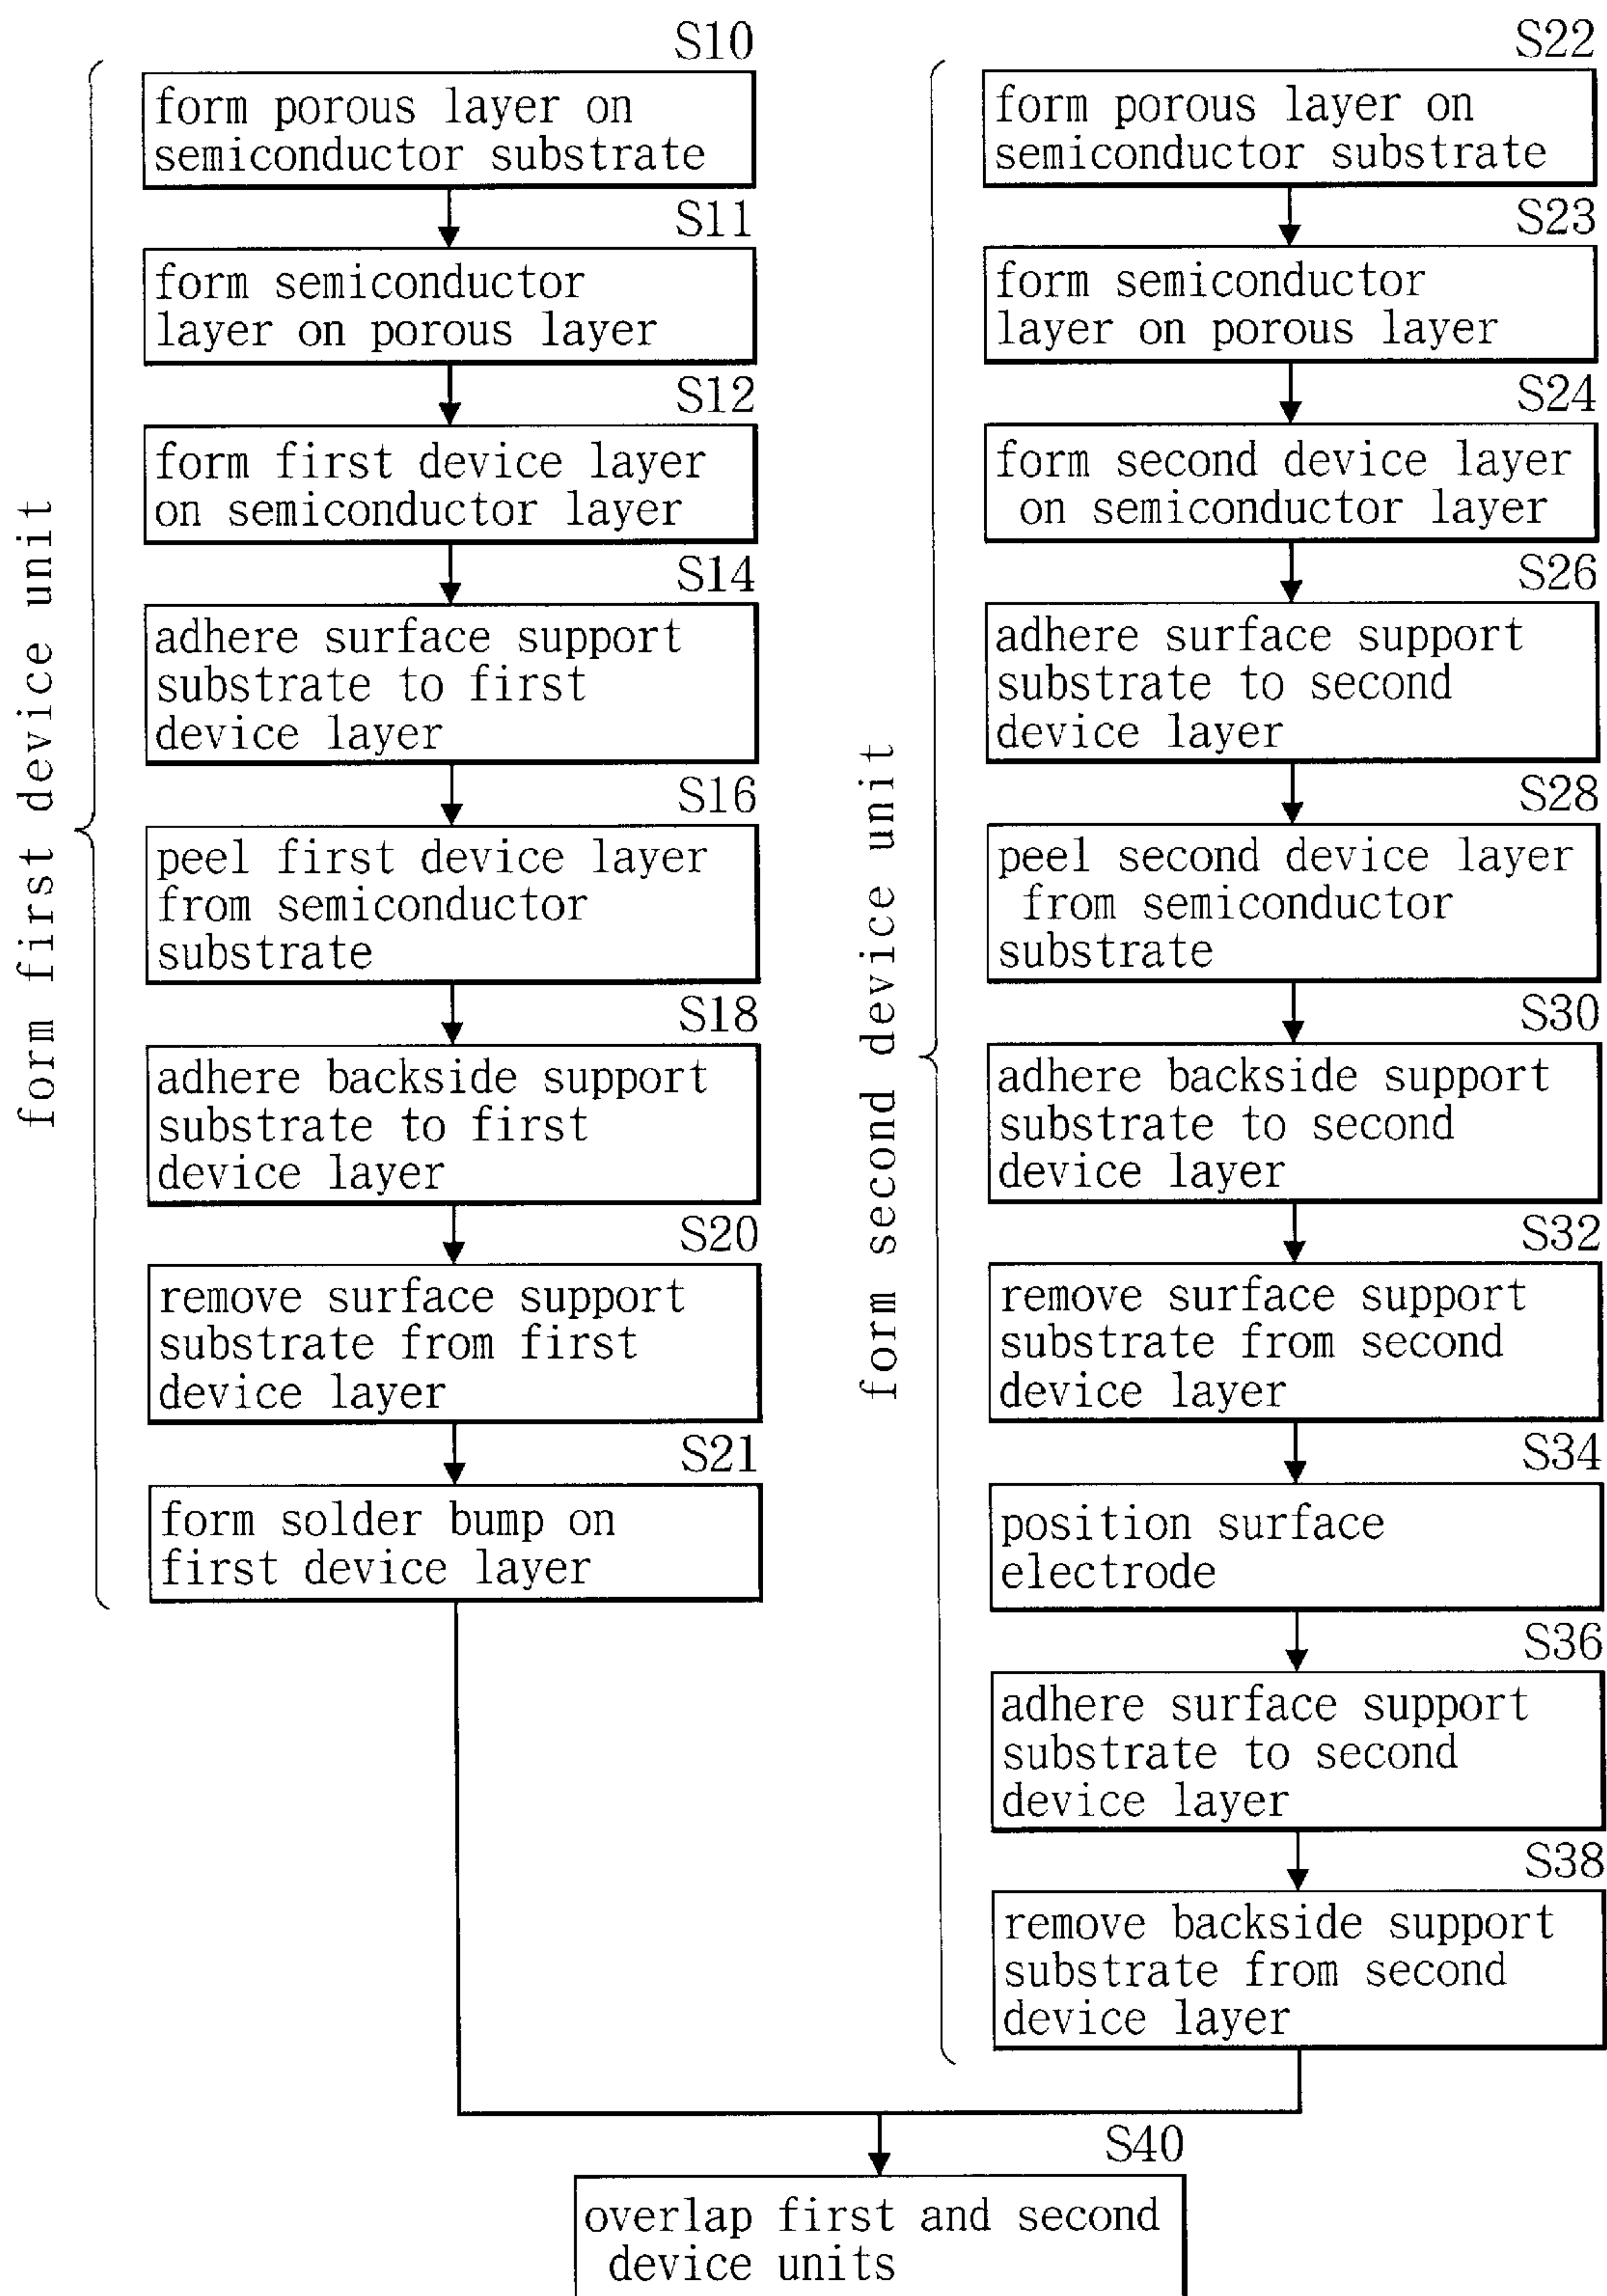 form first device unit
S10
form porous layer on
semiconductor substrate
S11
form semiconductor
layer on porous layer
S12
form first device layer
on semiconductor layer
S14
adhere surface support
substrate to first
device layer
S16
peel first device layer
from semiconductor
substrate
S18
adhere backside support
substrate to first
device layer
S20
remove surface support
substrate from first
device layer
S21
form solder bump on
first device layer
form second device unit
S22
form porous layer on
semiconductor substrate
S23
form semiconductor
layer on porous layer
S24
form second device layer
on semiconductor layer
S26
adhere surface support
substrate to second
device layer
S28
peel second device layer
from semiconductor
substrate
S30
adhere backside support
substrate to second
device layer
S32
remove surface support
substrate from second
device layer
S34
position surface
electrode
S36
adhere surface support
substrate to second
device layer
S38
remove backside support
substrate from second
device layer
S40
overlap first and second
device units